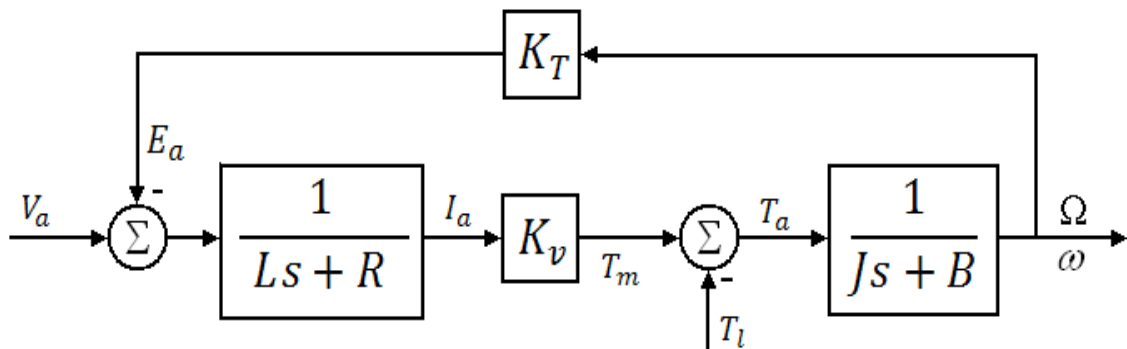 K_T
E_a
-
V_a
Σ
1
Ls + R
I_a
K_v
T_m
Σ
-
T_l
T_a
1
Js + B
Ω
ω